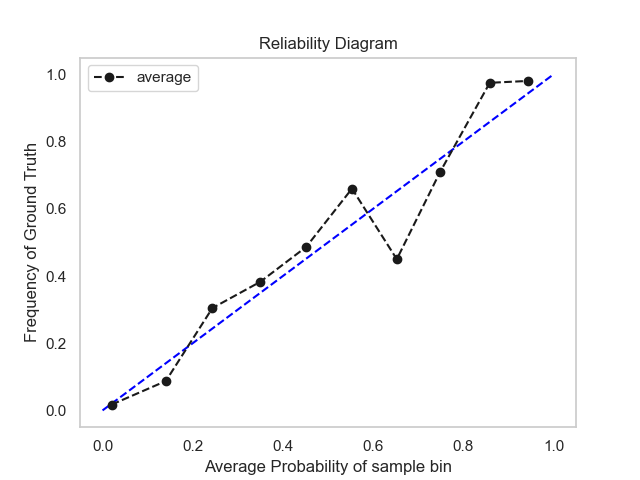 Reliability Diagram
average
Frequency of Ground Truth
1.0
0.8
0.6
0.4
0.2
0.0
0.0 0.2 0.4 0.6 0.8 1.0
Average Probability of sample bin